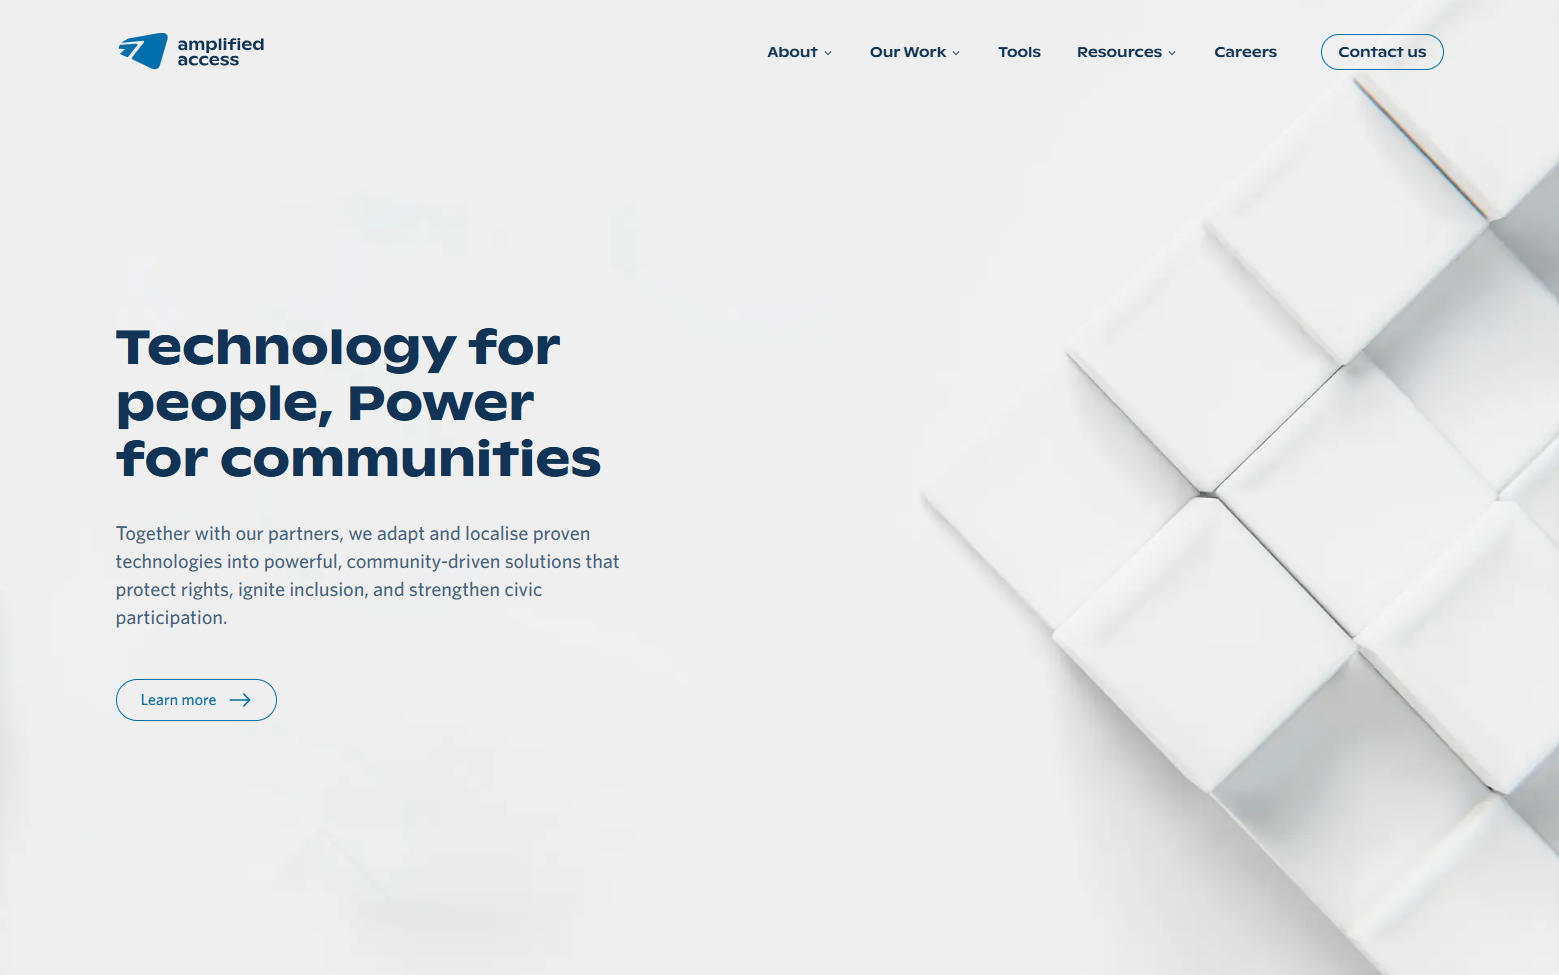 amplified
access
About
Our Work
Tools
Resources
Careers
Contact us
Technology for
people, Power
for communities
Together with our partners, we adapt and localise proven
technologies into powerful, community-driven solutions that
protect rights, ignite inclusion, and strengthen civic
participation.
Learn more